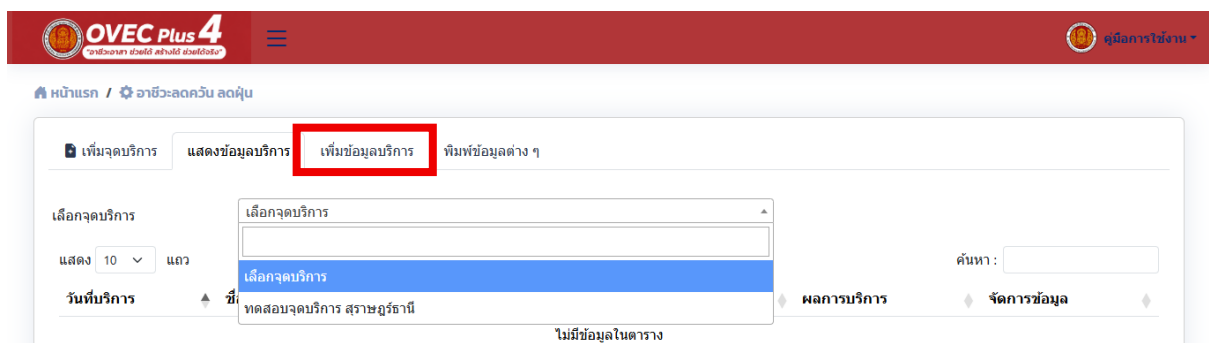 OVEC Plus 4
"อาชีวะอาสา ช่วยได้ สร้างได้ ช่วยได้จริง"
คู่มือการใช้งาน
หน้าแรก / อาชีวะลดควัน ลดฝุ่น
เพิ่มจุดบริการ แสดงข้อมูลบริการ เพิ่มข้อมูลบริการ พิมพ์ข้อมูลต่าง ๆ
เลือกจุดบริการ เลือกจุดบริการ
แสดง 10 แถว ค้นหา :
เลือกจุดบริการ
ทดสอบจุดบริการ สุราษฎร์ธานี
วันที่บริการ ผลการบริการ จัดการข้อมูล
ไม่มีข้อมูลในตาราง